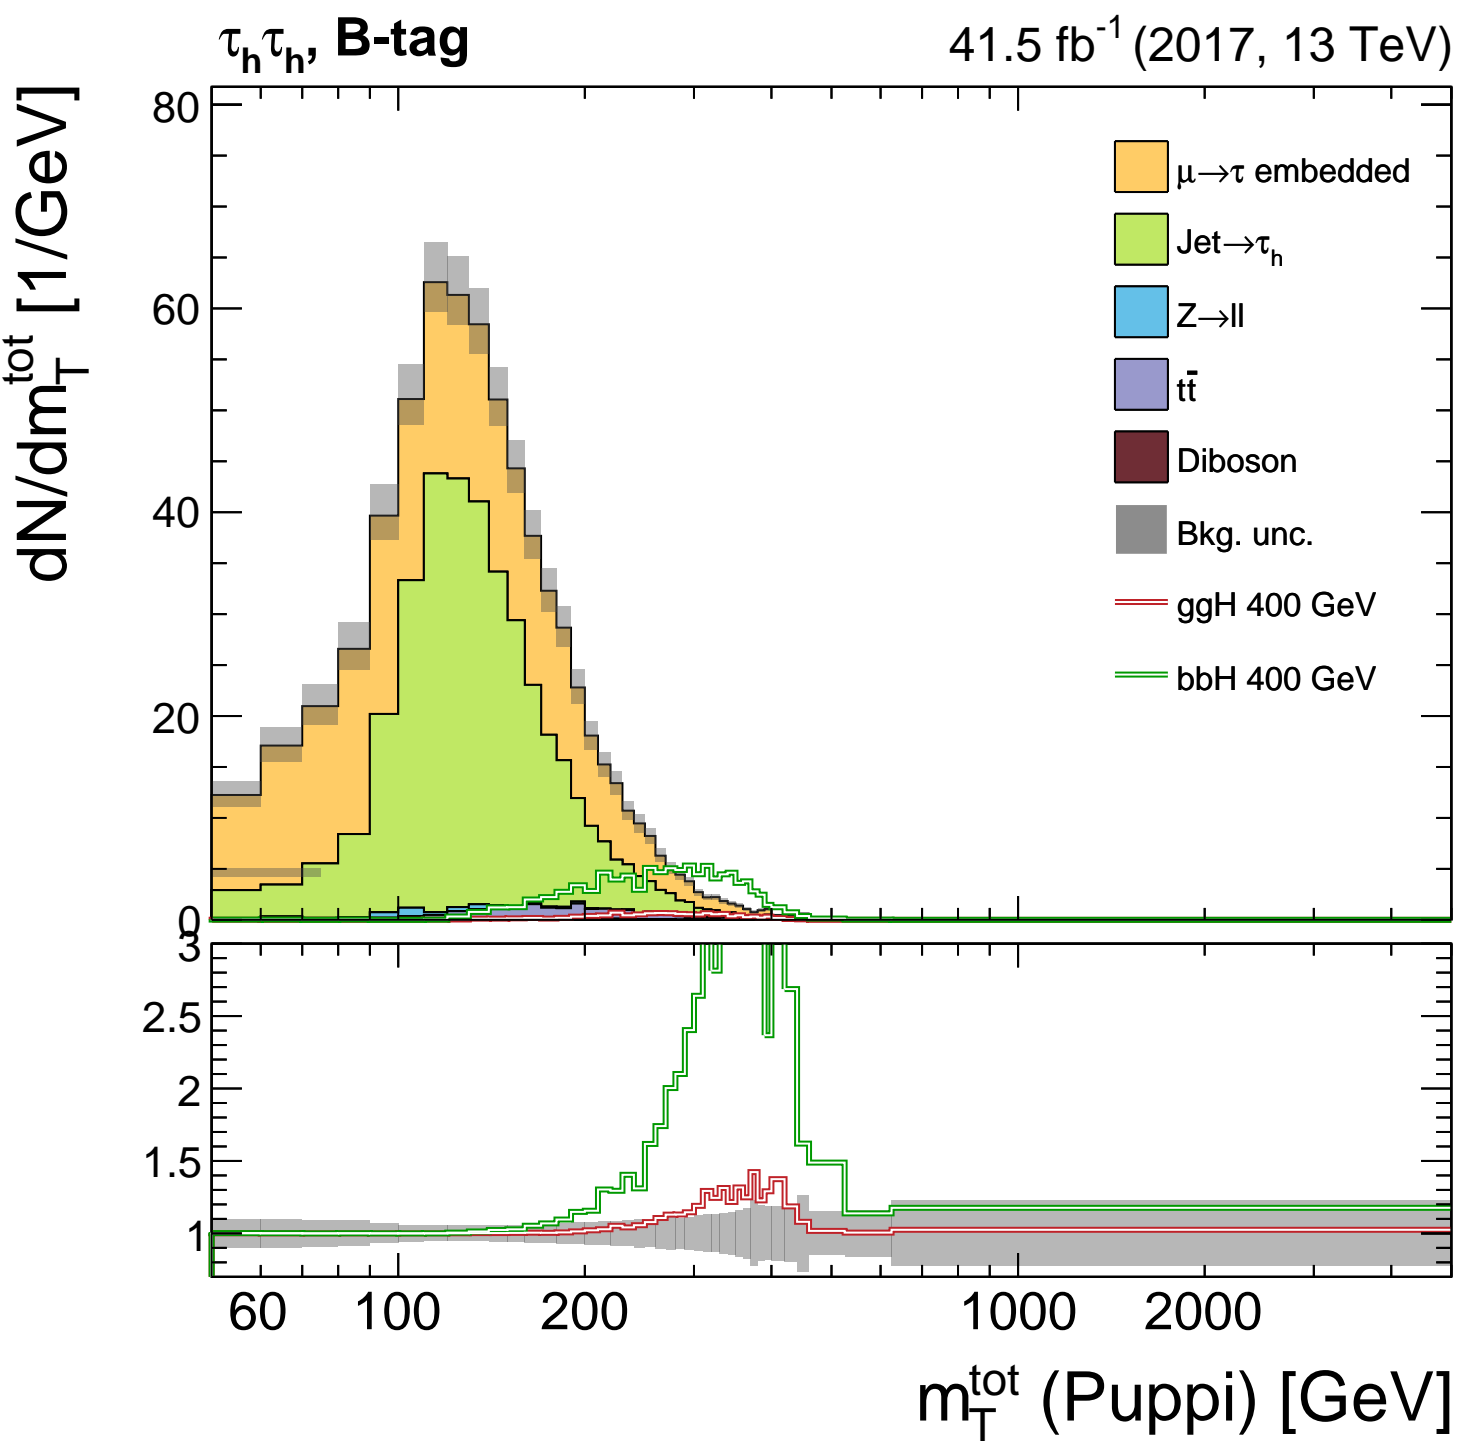 τhτh, B-tag
41.5 fb-1 (2017, 13 TeV)
dN/dmTtot [1/GeV]
80
60
40
20
0
μ→τ embedded
Jet→τh
Z→ll
tt̄
Diboson
Bkg. unc.
ggH 400 GeV
bbH 400 GeV
3
2.5
2
1.5
1
60 100 200 1000 2000
mTtot (Puppi) [GeV]